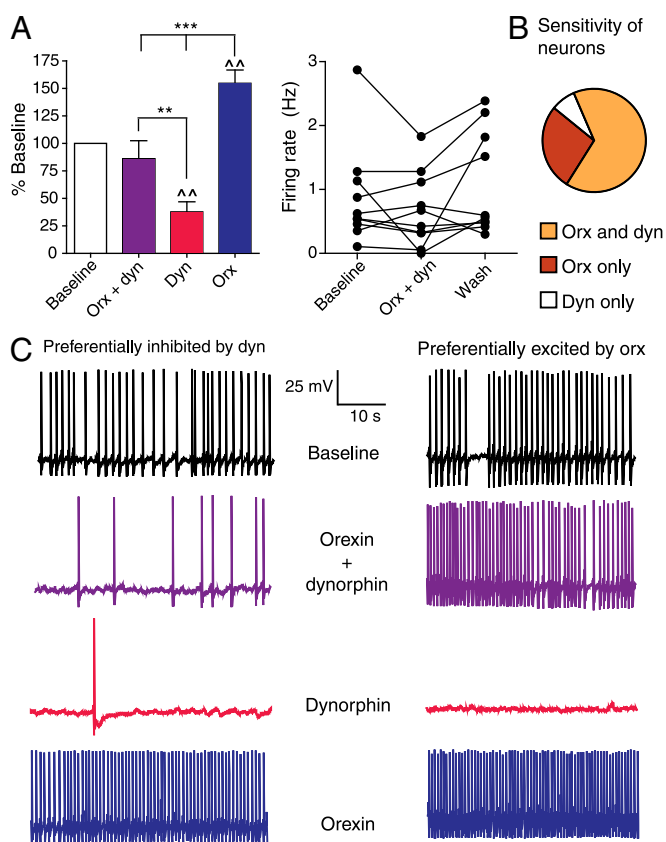 A
***
**
^^
^^
% Baseline
175
150
125
100
75
50
25
0
Baseline
Orx + dyn
Dyn
Orx
Firing rate (Hz)
3
2
1
0
Baseline
Orx + dyn
Wash
B
Sensitivity of
neurons
Orx and dyn
Orx only
Dyn only
C
Preferentially inhibited by dyn
Preferentially excited by orx
25 mV
10 s
Baseline
Orexin
+
dynorphin
Dynorphin
Orexin